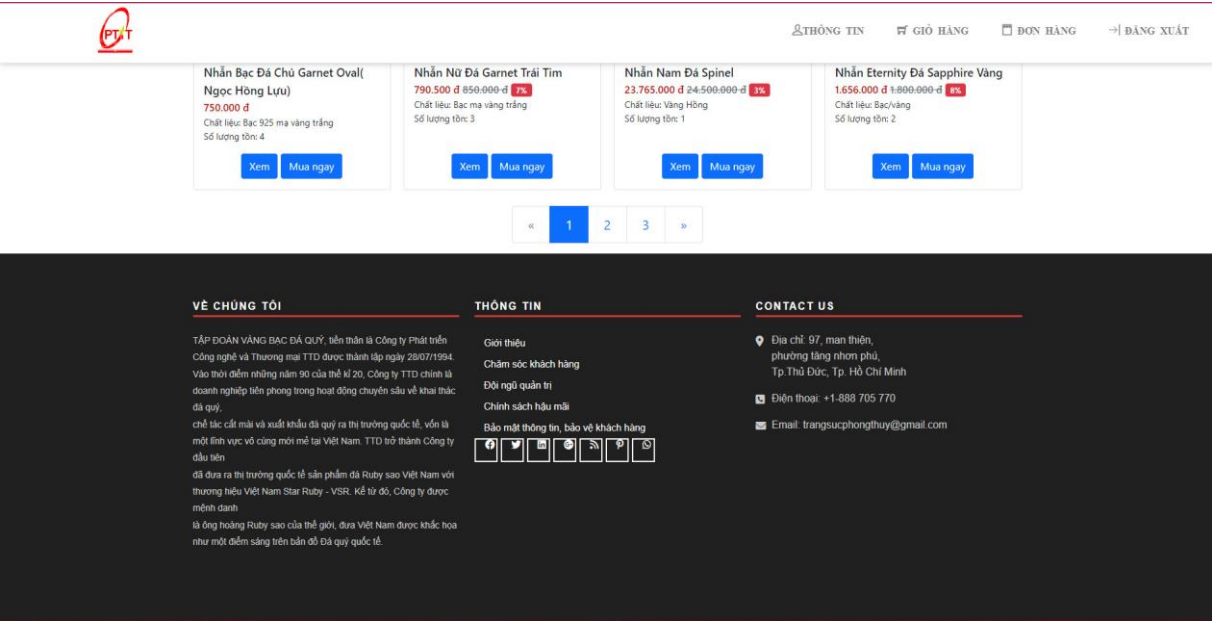 PTIT
THÔNG TIN GIỎ HÀNG ĐƠN HÀNG ĐĂNG XUẤT
Nhẫn Bạc Đá Chủ Garnet Oval(
Ngọc Hồng Lựu)
750.000 đ
Chất liệu: Bạc 925 mạ vàng trắng
Số lượng tồn: 4
Xem Mua ngay
Nhẫn Nữ Đá Garnet Trái Tim
790.500 đ 850.000 đ 7%
Chất liệu: Bạc mạ vàng trắng
Số lượng tồn: 3
Xem Mua ngay
Nhẫn Nam Đá Spinel
23.765.000 đ 24.500.000 đ 3%
Chất liệu: Vàng Hồng
Số lượng tồn: 1
Xem Mua ngay
Nhẫn Eternity Đá Sapphire Vàng
1.656.000 đ 1.800.000 đ 8%
Chất liệu: Bạc/vàng
Số lượng tồn: 2
Xem Mua ngay
« 1 2 3 »
VỀ CHÚNG TÔI
TẬP ĐOÀN VÀNG BẠC ĐÁ QUÝ, tiền thân là Công ty Phát triển
Công nghệ và Thương mại TTD được thành lập ngày 28/07/1994.
Vào thời điểm những năm 90 của thế kỉ 20, Công ty TTD chính là
doanh nghiệp tiên phong trong hoạt động chuyên sâu về khai thác
đá quý,
chế tác cắt mài và xuất khẩu đá quý ra thị trường quốc tế, vốn là
một lĩnh vực vô cùng mới mẻ tại Việt Nam. TTD trở thành Công ty
đầu tiên
đã đưa ra thị trường quốc tế sản phẩm đá Ruby sao Việt Nam với
thương hiệu Việt Nam Star Ruby - VSR. Kể từ đó, Công ty được
mệnh danh
là ông hoàng Ruby sao của thế giới, đưa Việt Nam được khắc họa
như một điểm sáng trên bản đồ Đá quý quốc tế.
THÔNG TIN
Giới thiệu
Chăm sóc khách hàng
Đội ngũ quản trị
Chính sách hậu mãi
Bảo mật thông tin, bảo vệ khách hàng
CONTACT US
Địa chỉ: 97, man thiện,
phường tăng nhơn phú,
Tp.Thủ Đức, Tp. Hồ Chí Minh
Điện thoại: +1-888 705 770
Email: trangsucphongthuy@gmail.com